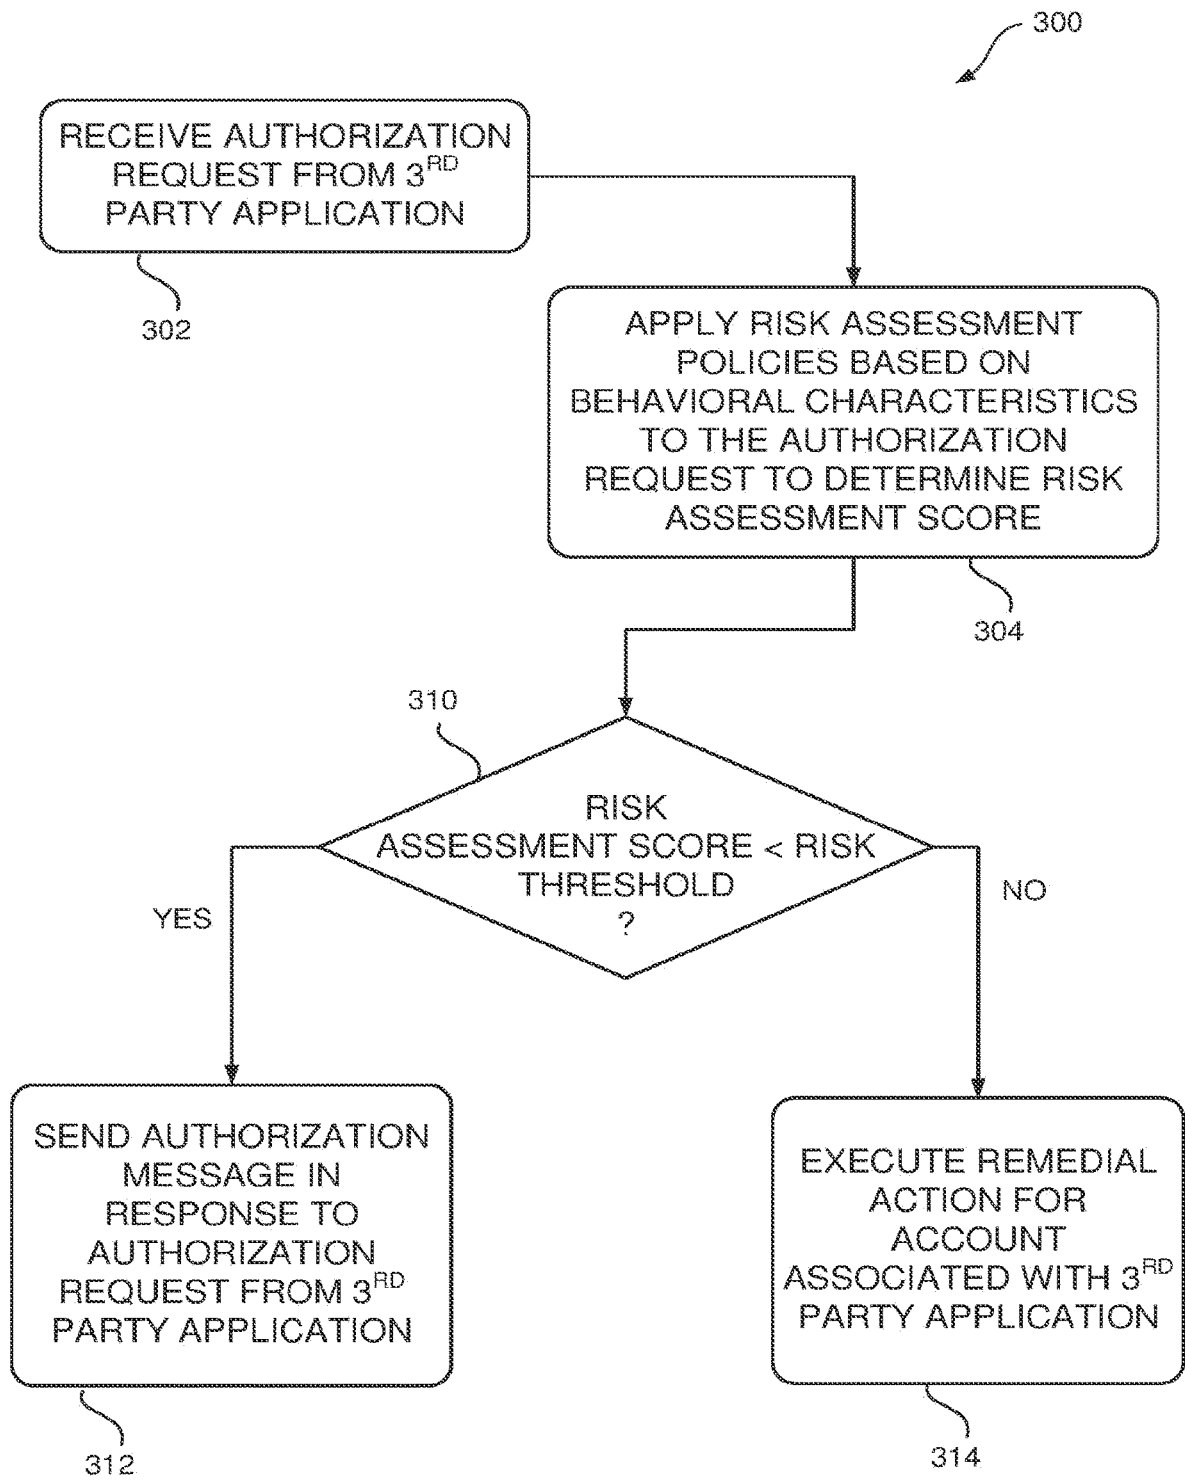 300
RECEIVE AUTHORIZATION
REQUEST FROM 3RD
PARTY APPLICATION
302
APPLY RISK ASSESSMENT
POLICIES BASED ON
BEHAVIORAL CHARACTERISTICS
TO THE AUTHORIZATION
REQUEST TO DETERMINE RISK
ASSESSMENT SCORE
304
310
RISK
ASSESSMENT SCORE < RISK
THRESHOLD
?
YES
NO
SEND AUTHORIZATION
MESSAGE IN
RESPONSE TO
AUTHORIZATION
REQUEST FROM 3RD
PARTY APPLICATION
312
EXECUTE REMEDIAL
ACTION FOR
ACCOUNT
ASSOCIATED WITH 3RD
PARTY APPLICATION
314